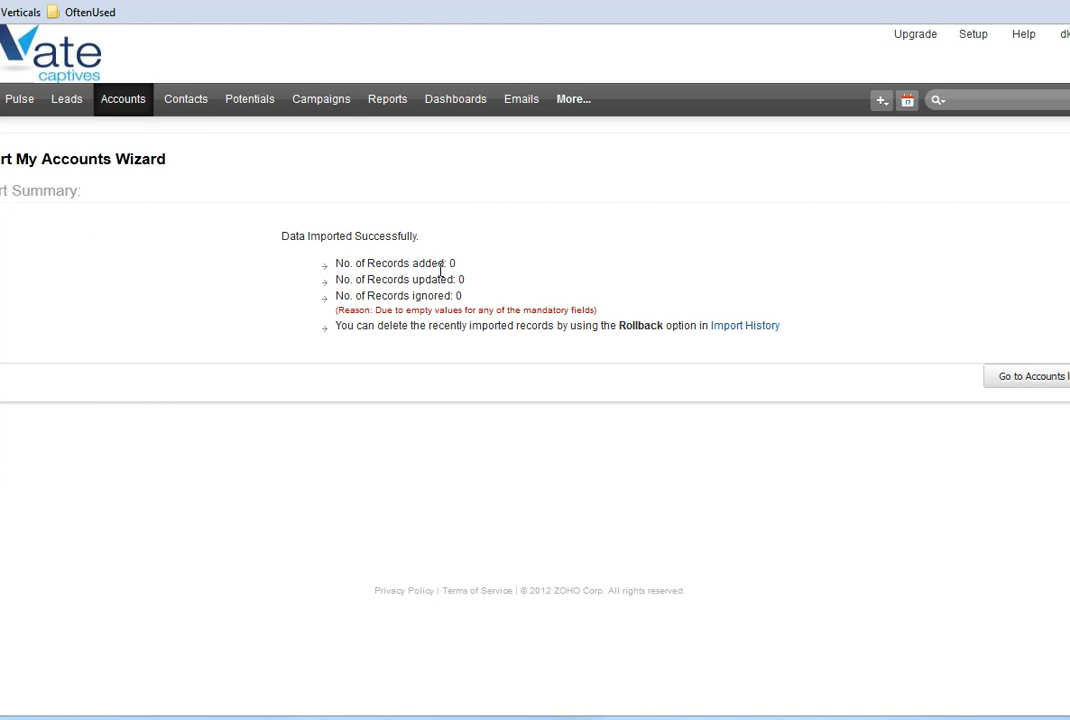 Verticals OftenUsed
Vate
captives
Upgrade Setup Help
Pulse Leads Accounts Contacts Potentials Campaigns Reports Dashboards Emails More...
rt My Accounts Wizard
rt Summary:
Data Imported Successfully.
No. of Records added: 0
No. of Records updated: 0
No. of Records ignored: 0
(Reason: Due to empty values for any of the mandatory fields)
You can delete the recently imported records by using the Rollback option in Import History
Go to Accounts
Privacy Policy | Terms of Service | © 2012 ZOHO Corp. All rights reserved.